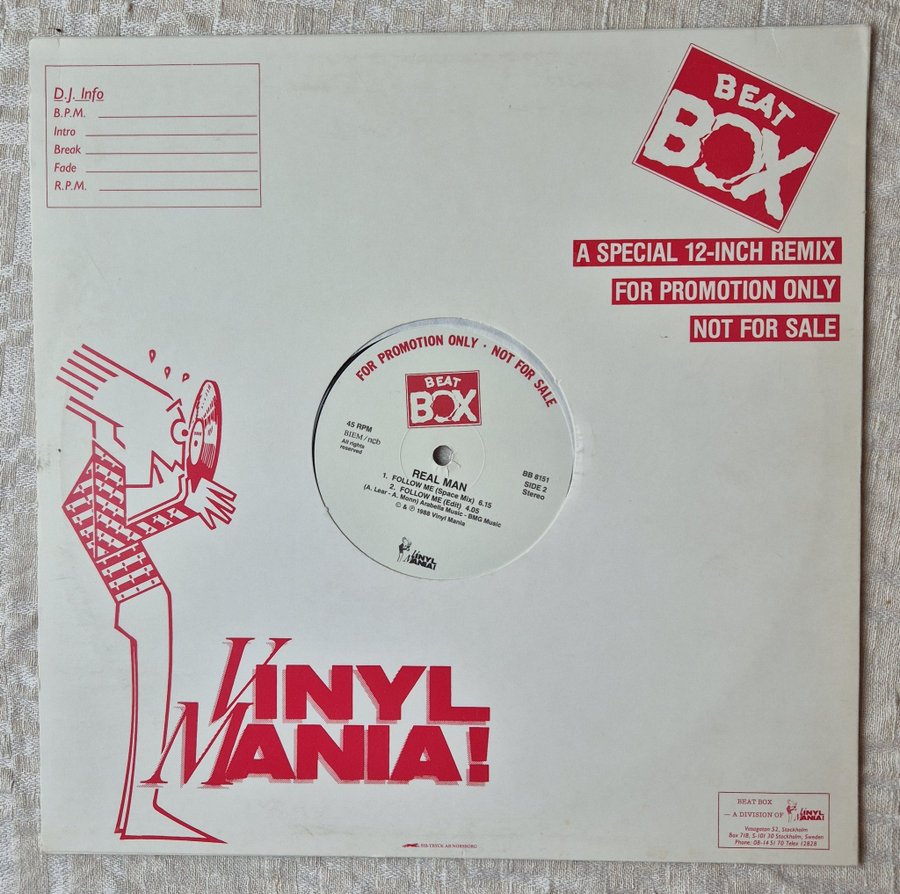 D.J. Info
B.P.M.
Intro
Break
Fade
R.P.M.
BEAT
BOX
A SPECIAL 12-INCH REMIX
FOR PROMOTION ONLY
NOT FOR SALE
FOR PROMOTION ONLY · NOT FOR SALE
BEAT
BOX
45 RPM
BIEM/ncb
All rights
reserved
BB 8151
SIDE 2
Stereo
REAL MAN
1. FOLLOW ME (Space Mix) 6.15
2. FOLLOW ME (Edit) 4.05
(A. Lear - A. Monn) Arabella Music - BMG Music
© & ℗ 1988 Vinyl Mania
VINYL
MANIA!
VINYL
MANIA!
BEAT BOX
— A DIVISION OF VINYL
MANIA!
Vasagatan 52, Stockholm
Box 718, S-101 30 Stockholm, Sweden
Phone: 08-14 51 70 Telex 12828